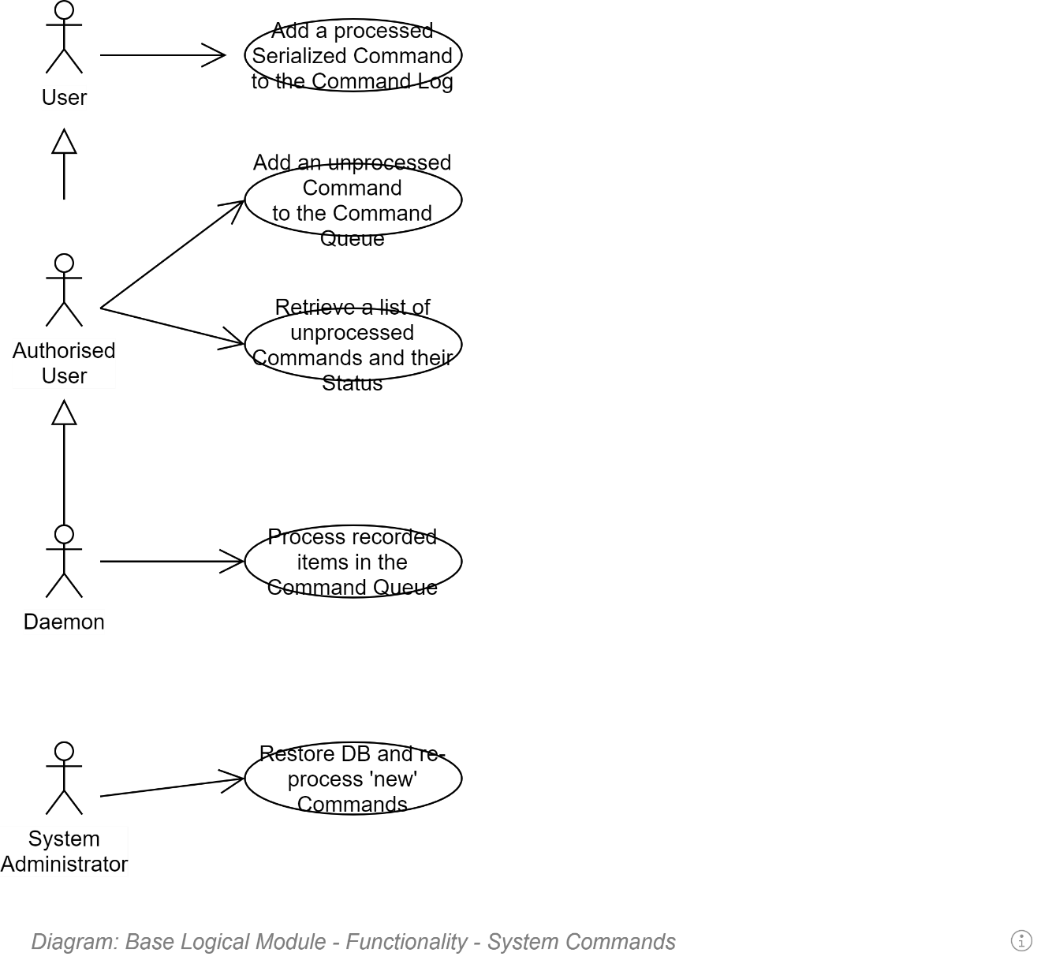 Add a processed
Serialized Command
to the Command Log
User
Add an unprocessed
Command
to the Command
Queue
Retrieve a list of
unprocessed
Commands and their
Status
Authorised
User
Process recorded
items in the
Command Queue
Daemon
Restore DB and re-
process 'new'
Commands
System
Administrator
Diagram: Base Logical Module - Functionality - System Commands